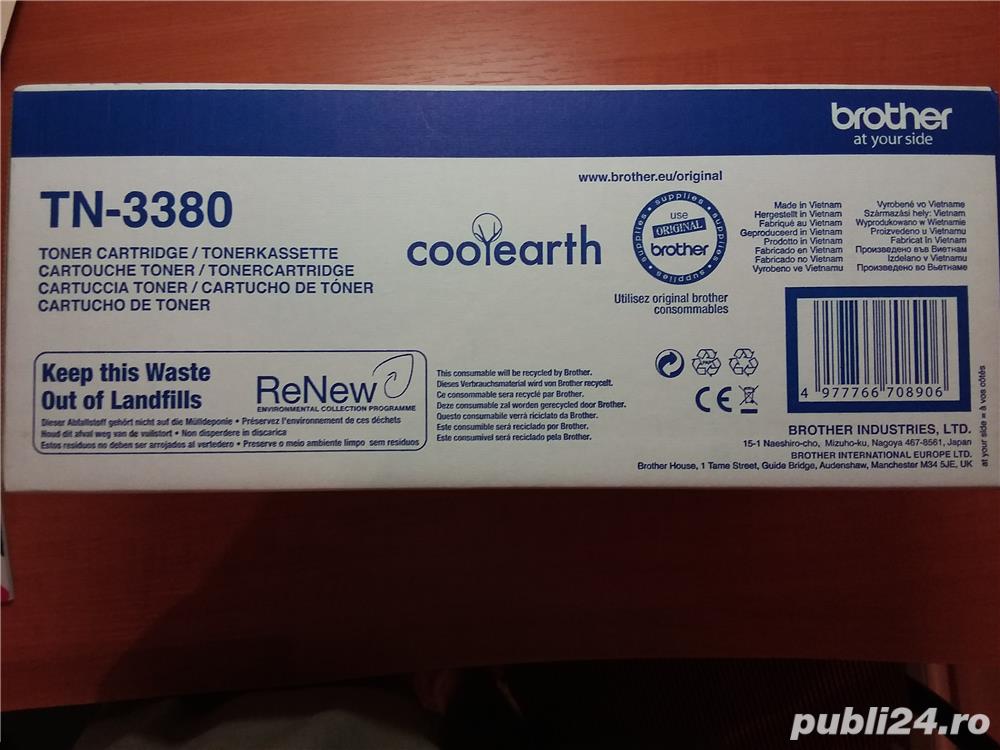 brother
at your side
www.brother.eu/original
TN-3380
TONER CARTRIDGE / TONERKASSETTE
CARTOUCHE TONER / TONERCARTRIDGE
CARTUCCIA TONER / CARTUCHO DE TÓNER
CARTUCHO DE TONER
coolearth
supplies • supplies • supplies • supplies
use
ORIGINAL
brother
Utilisez original brother
consommables
Made in Vietnam
Hergestellt in Vietnam
Fabriqué au Vietnam
Geproduceerd in Vietnam
Prodotto in Vietnam
Fabricado en Vietnam
Fabricado no Vietnam
Vyrobeno ve Vietnamu
Vyrobené vo Vietname
Származási hely: Vietnam
Wyprodukowano w Wietnamie
Proizvedeno u Vietnamu
Fabricat în Vietnam
Произведено във Виетнам
Izdelano v Vietnamu
Произведено во Вьетнаме
Keep this Waste
Out of Landfills
ReNew
ENVIRONMENTAL COLLECTION PROGRAMME
Dieser Abfallstoff gehört nicht auf die Mülldeponie • Préservez l'environnement de ces déchets
Houd dit afval weg van de vuilstort • Non disperdere in discarica
Estos residuos no deben ser arrojados al vertedero • Preserve o meio ambiente limpo sem residuos
This consumable will be recycled by Brother.
Dieses Verbrauchsmaterial wird von Brother recycelt.
Ce consommable sera recyclé par Brother.
Deze consumable zal worden gerecycled door Brother.
Questo consumabile verrà riciclato da Brother.
Este consumible será reciclado por Brother.
Este consumível será reciclado pela Brother.
CE
4 977766 708906
BROTHER INDUSTRIES, LTD.
15-1 Naeshiro-cho, Mizuho-ku, Nagoya 467-8561, Japan
BROTHER INTERNATIONAL EUROPE LTD.
Brother House, 1 Tame Street, Guide Bridge, Audenshaw, Manchester M34 5JE, UK
at your side = à vos côtés
publi24.ro